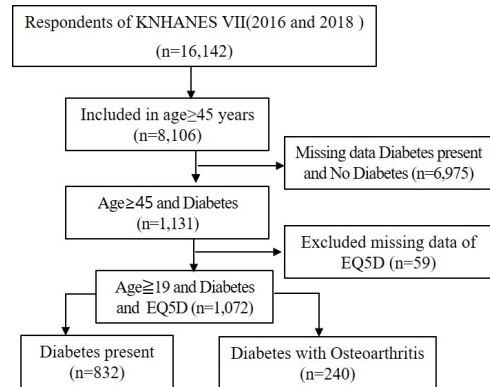 Respondents of KNHANES VII(2016 and 2018 )
(n=16,142)
Included in age≥45 years
(n=8,106)
Missing data Diabetes present
and No Diabetes (n=6,975)
Age≥45 and Diabetes
(n=1,131)
Excluded missing data of
EQ5D (n=59)
Age≧19 and Diabetes
and EQ5D (n=1,072)
Diabetes present
(n=832)
Diabetes with Osteoarthritis
(n=240)